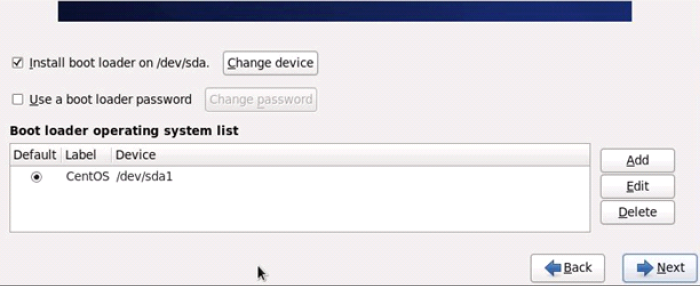 Install boot loader on /dev/sda. Change device
Use a boot loader password Change password
Boot loader operating system list
Default Label Device
CentOS /dev/sda1
Add
Edit
Delete
Back Next